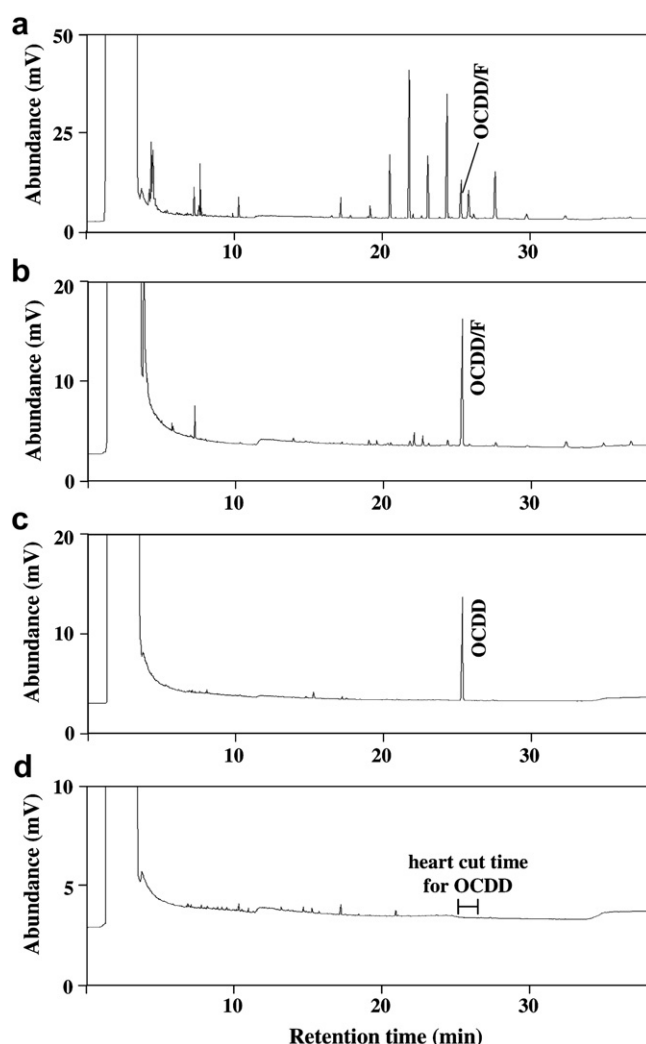 a
50
25
0
Abundance (mV)
OCDD/F
10
20
30
b
20
10
0
Abundance (mV)
OCDD/F
10
20
30
c
20
10
0
Abundance (mV)
OCDD
10
20
30
d
10
5
0
Abundance (mV)
heart cut time
for OCDD
10
20
30
Retention time (min)